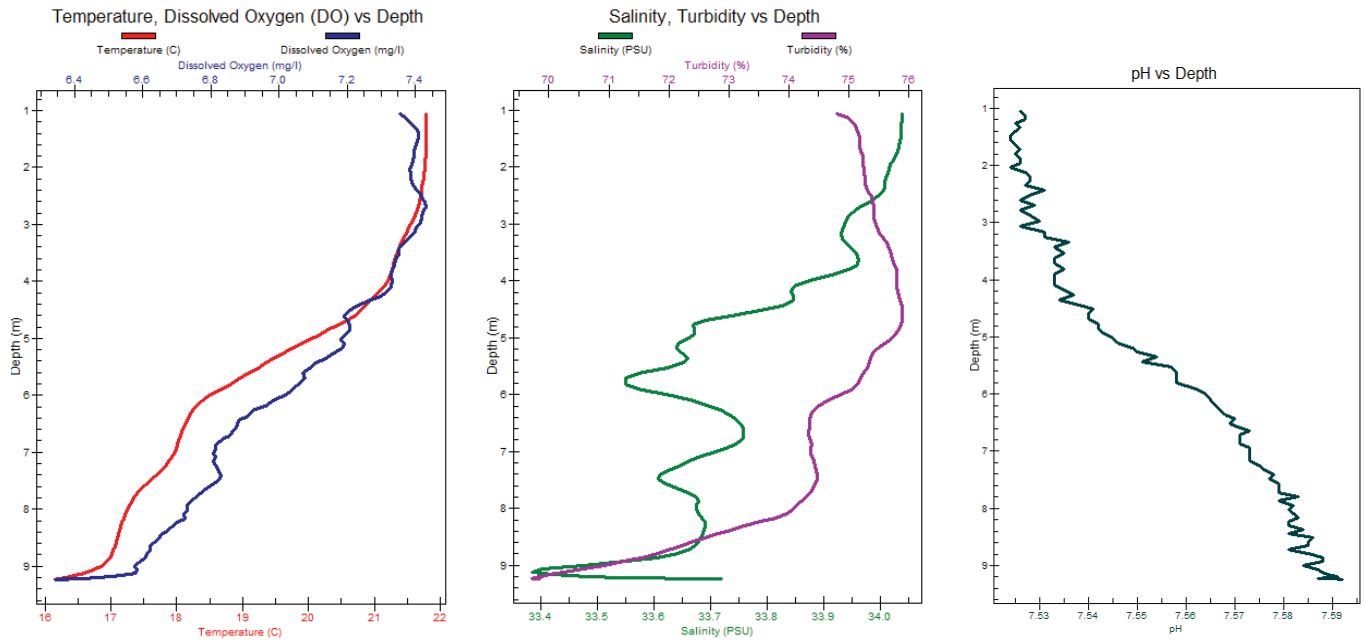 Temperature, Dissolved Oxygen (DO) vs Depth
Temperature (C) Dissolved Oxygen (mg/l)
Dissolved Oxygen (mg/l)
6.4 6.6 6.8 7.0 7.2 7.4
1
2
3
4
5
6
7
8
9
Depth (m)
16 17 18 19 20 21 22
Temperature (C)
Salinity, Turbidity vs Depth
Salinity (PSU) Turbidity (%)
Turbidity (%)
70 71 72 73 74 75 76
1
2
3
4
5
6
7
8
9
Depth (m)
33.4 33.5 33.6 33.7 33.8 33.9 34.0
Salinity (PSU)
pH vs Depth
1
2
3
4
5
6
7
8
9
Depth (m)
7.53 7.54 7.55 7.56 7.57 7.58 7.59
pH